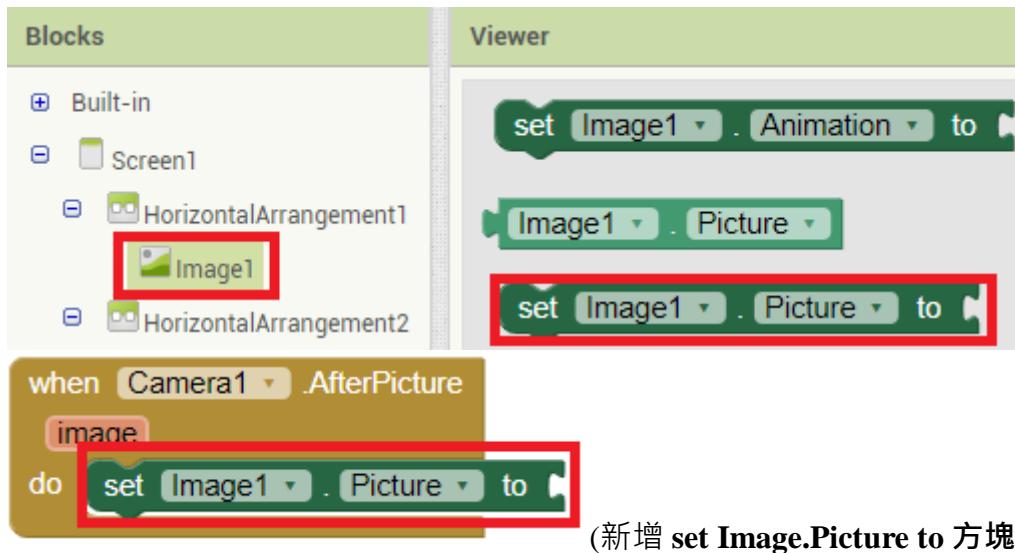 Blocks
Viewer
Built-in
Screen1
HorizontalArrangement1
Image1
HorizontalArrangement2
set Image1 . Animation to
Image1 . Picture
set Image1 . Picture to
when Camera1 .AfterPicture
image
do set Image1 . Picture to
(新增 set Image.Picture to 方塊